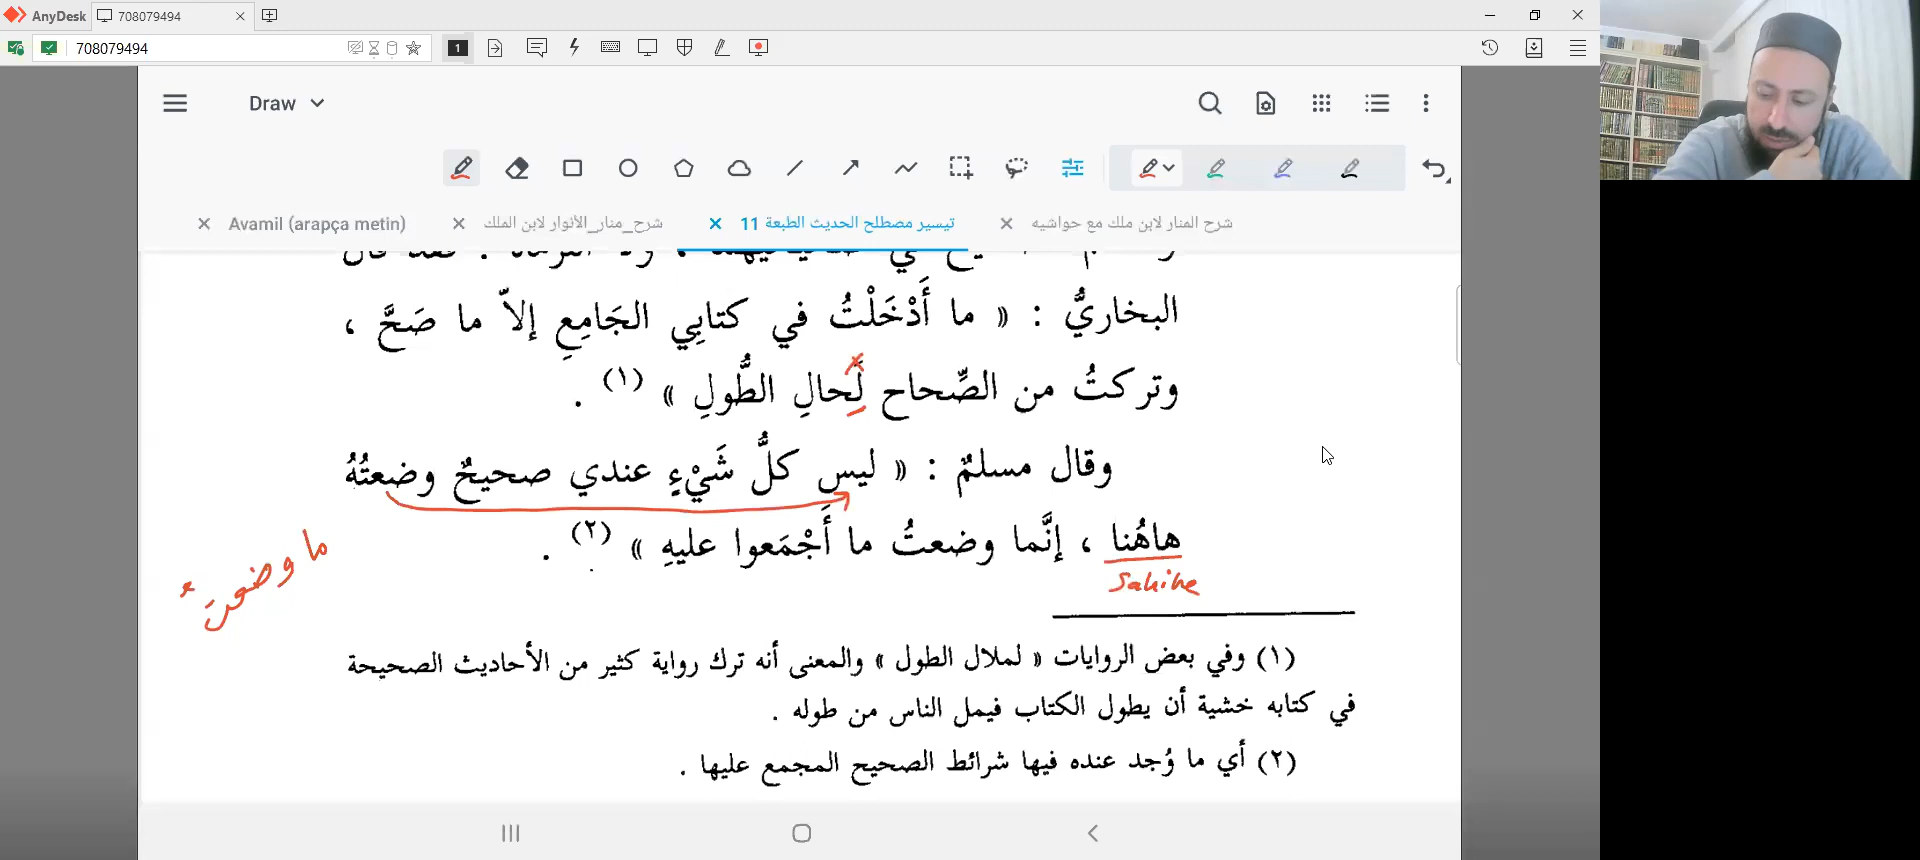 AnyDesk
708079494
708079494
1
Draw
Avamil (arapça metin)
شرح_منار_الأنوار لابن الملك
تيسير مصطلح الحديث الطبعة 11
شرح المنار لابن ملك مع حواشيه
البخاريُّ : « ما أَدْخَلْتُ في كتابِي الجَامِعِ إلاّ ما صَحَّ ،
وتركتُ من الصِّحاح لِحالِ الطُّولِ » (١) .
وقال مسلمٌ : « ليس كلُّ شَيْءٍ عندي صحيحٌ وضعتُهُ
هاهُنا ، إنَّما وضعتُ ما أَجْمَعوا عليهِ » (٢) .
Sahihe
ما وضعت
(١) وفي بعض الروايات « لملال الطول » والمعنى أنه ترك رواية كثير من الأحاديث الصحيحة
في كتابه خشية أن يطول الكتاب فيمل الناس من طوله .
(٢) أي ما وُجد عنده فيها شرائط الصحيح المجمع عليها .